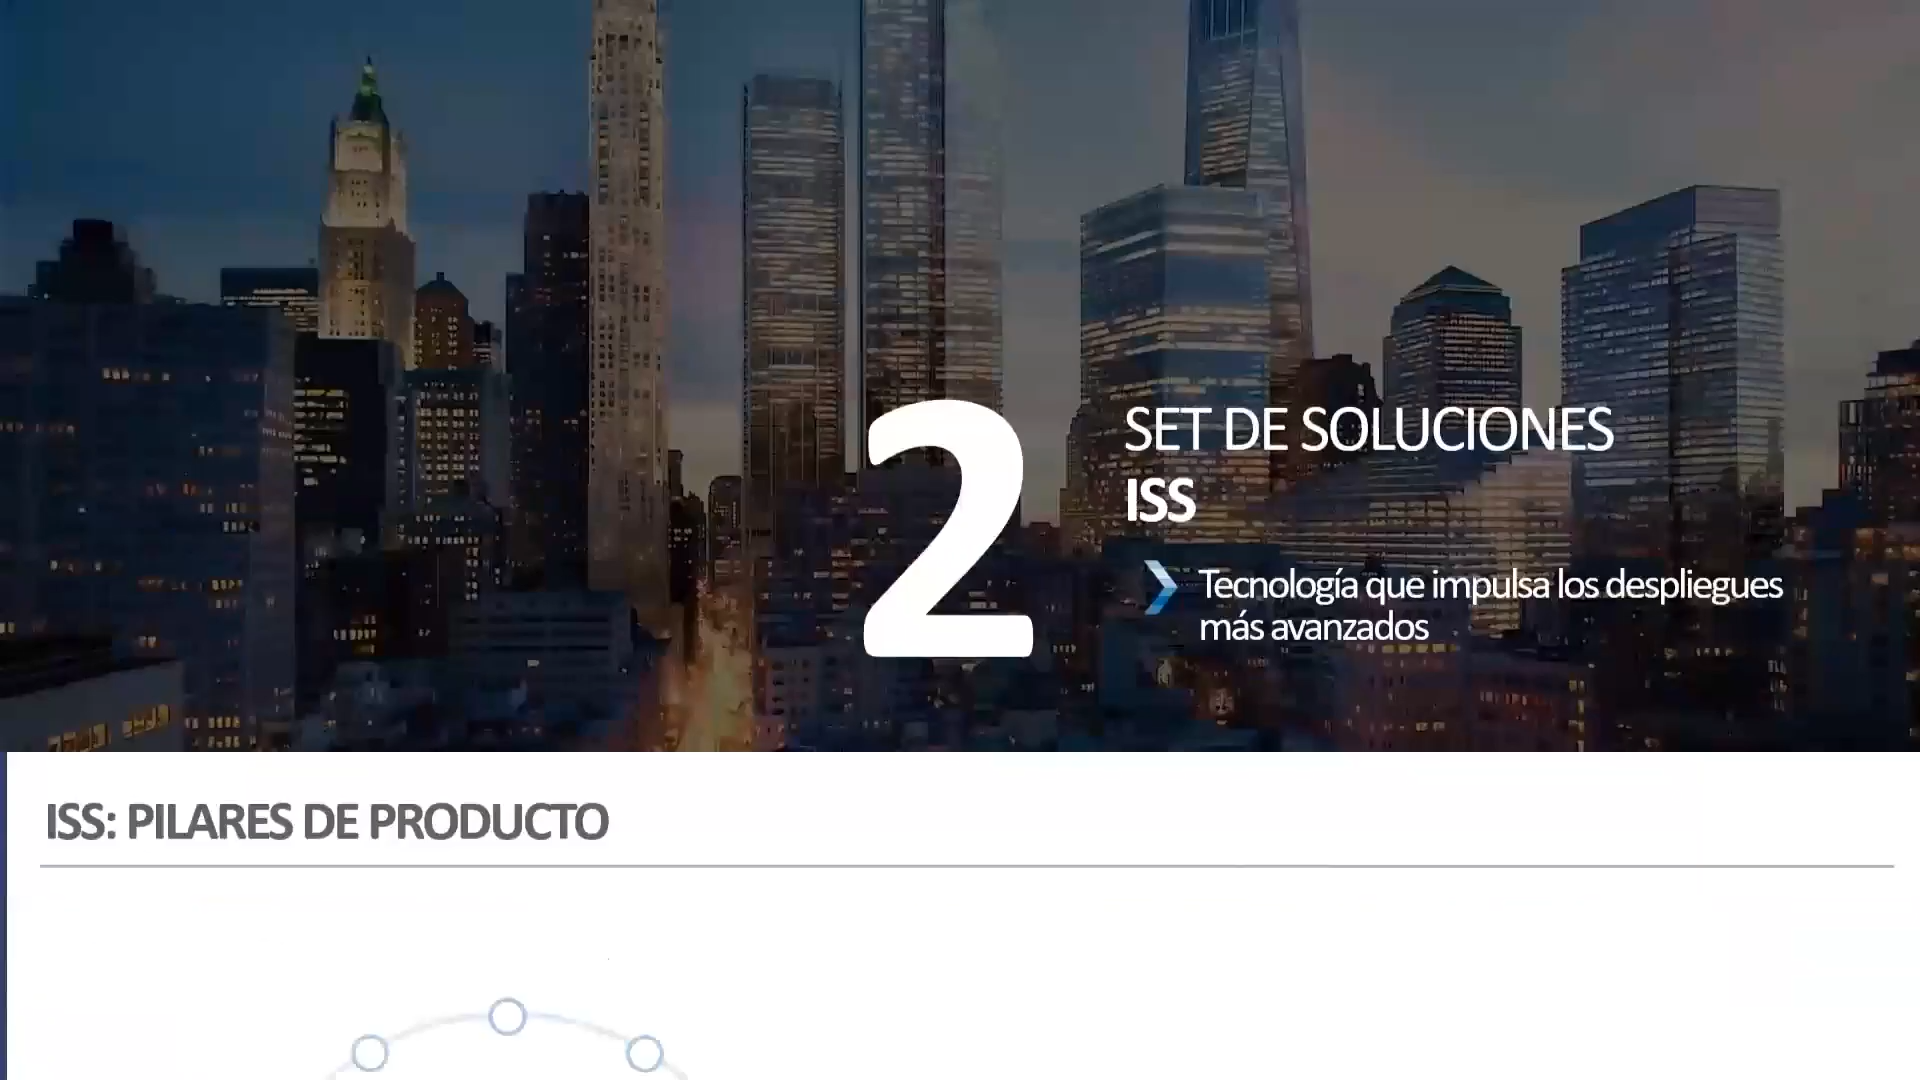 2
SET DE SOLUCIONES
ISS
Tecnología que impulsa los despliegues
más avanzados
ISS: PILARES DE PRODUCTO